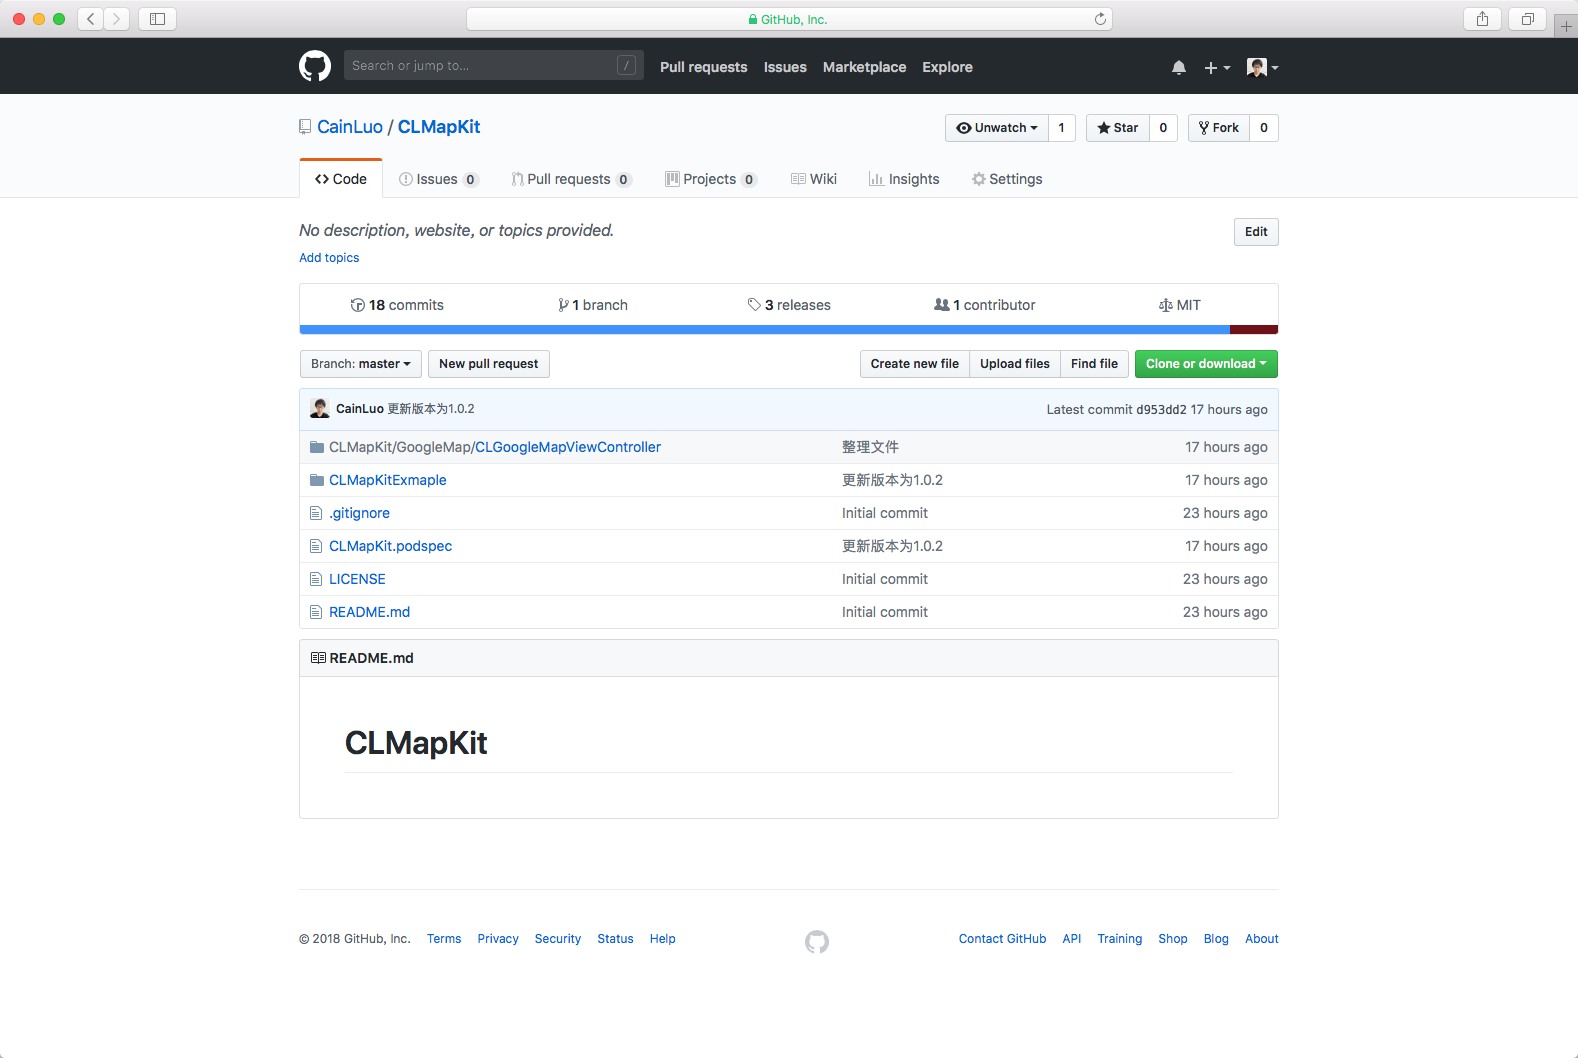 GitHub, Inc.
Search or jump to... / Pull requests Issues Marketplace Explore
CainLuo / CLMapKit Unwatch 1 Star 0 Fork 0
Code Issues 0 Pull requests 0 Projects 0 Wiki Insights Settings
No description, website, or topics provided. Edit
Add topics
18 commits 1 branch 3 releases 1 contributor MIT
Branch: master New pull request Create new file Upload files Find file Clone or download
CainLuo 更新版本为1.0.2 Latest commit d953dd2 17 hours ago
CLMapKit/GoogleMap/CLGoogleMapViewController 整理文件 17 hours ago
CLMapKitExmaple 更新版本为1.0.2 17 hours ago
.gitignore Initial commit 23 hours ago
CLMapKit.podspec 更新版本为1.0.2 17 hours ago
LICENSE Initial commit 23 hours ago
README.md Initial commit 23 hours ago
README.md
CLMapKit
© 2018 GitHub, Inc. Terms Privacy Security Status Help Contact GitHub API Training Shop Blog About